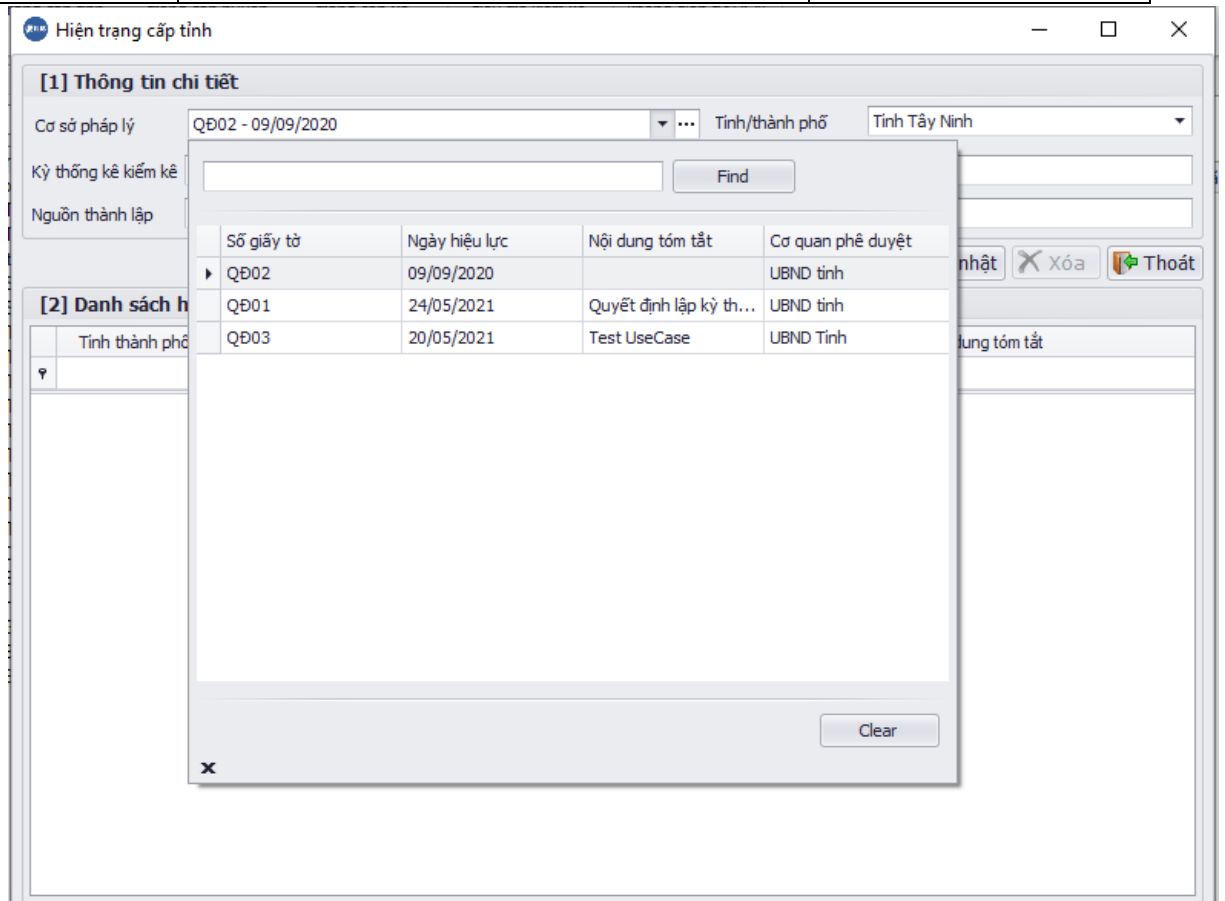 Hiện trạng cấp tỉnh
[1] Thông tin chi tiết
Cơ sở pháp lý QĐ02 - 09/09/2020 Tỉnh/thành phố Tỉnh Tây Ninh
Kỳ thống kê kiểm kê Find
Nguồn thành lập
Số giấy tờ Ngày hiệu lực Nội dung tóm tắt Cơ quan phê duyệt
nhật Xóa Thoát
QĐ02 09/09/2020 UBND tỉnh
[2] Danh sách h
QĐ01 24/05/2021 Quyết định lập kỳ th... UBND tỉnh
Tỉnh thành phố
QĐ03 20/05/2021 Test UseCase UBND Tỉnh
dung tóm tắt
Clear